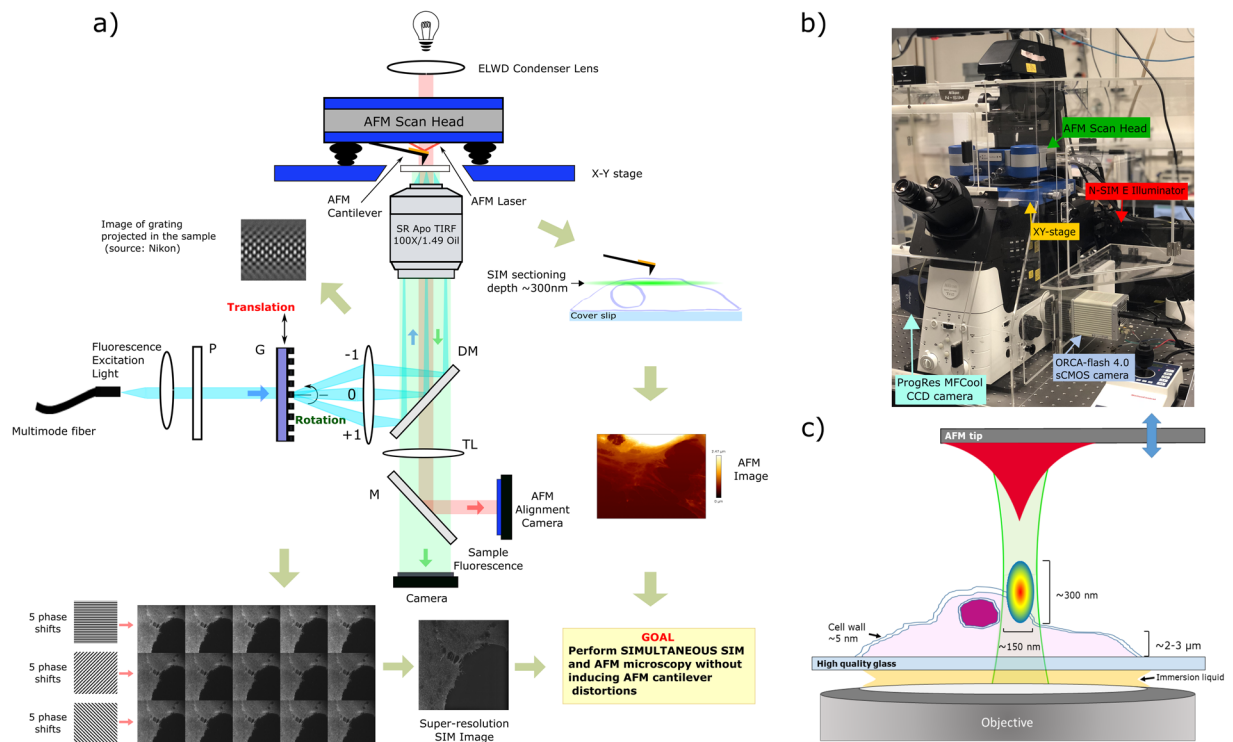 a)
ELWD Condenser Lens
AFM Scan Head
X-Y stage
AFM
Cantilever
AFM Laser
SR Apo TIRF
100X/1.49 Oil
Image of grating
projected in the sample
(source: Nikon)
SIM sectioning
depth ~300nm
Cover slip
Translation
Fluorescence
Excitation
Light
P
G
-1
0
+1
DM
Rotation
Multimode fiber
TL
M
AFM
Alignment
Camera
Sample
Fluorescence
Camera
2.47 µm
0 µm
AFM
Image
5 phase
shifts
5 phase
shifts
5 phase
shifts
Super-resolution
SIM Image
GOAL
Perform SIMULTANEOUS SIM
and AFM microscopy without
inducing AFM cantilever
distortions
b)
AFM Scan Head
N-SIM E Illuminator
XY-stage
ORCA-flash 4.0
sCMOS camera
ProgRes MFCool
CCD camera
c)
AFM tip
~300 nm
Cell wall
~5 nm
~150 nm
~2-3 µm
High quality glass
Immersion liquid
Objective